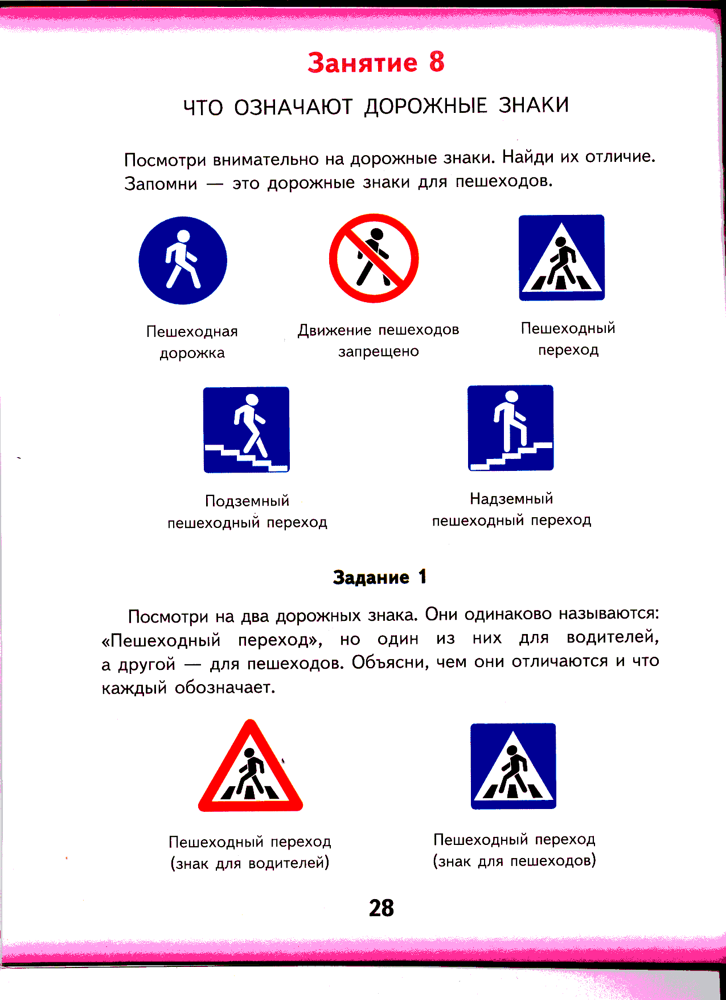 Занятие 8
ЧТО ОЗНАЧАЮТ ДОРОЖНЫЕ ЗНАКИ
Посмотри внимательно на дорожные знаки. Найди их отличие.
Запомни — это дорожные знаки для пешеходов.
Пешеходная
дорожка
Движение пешеходов
запрещено
Пешеходный
переход
Подземный
пешеходный переход
Надземный
пешеходный переход
Задание 1
Посмотри на два дорожных знака. Они одинаково называются:
«Пешеходный переход», но один из них для водителей,
а другой — для пешеходов. Объясни, чем они отличаются и что
каждый обозначает.
Пешеходный переход
(знак для водителей)
Пешеходный переход
(знак для пешеходов)
28